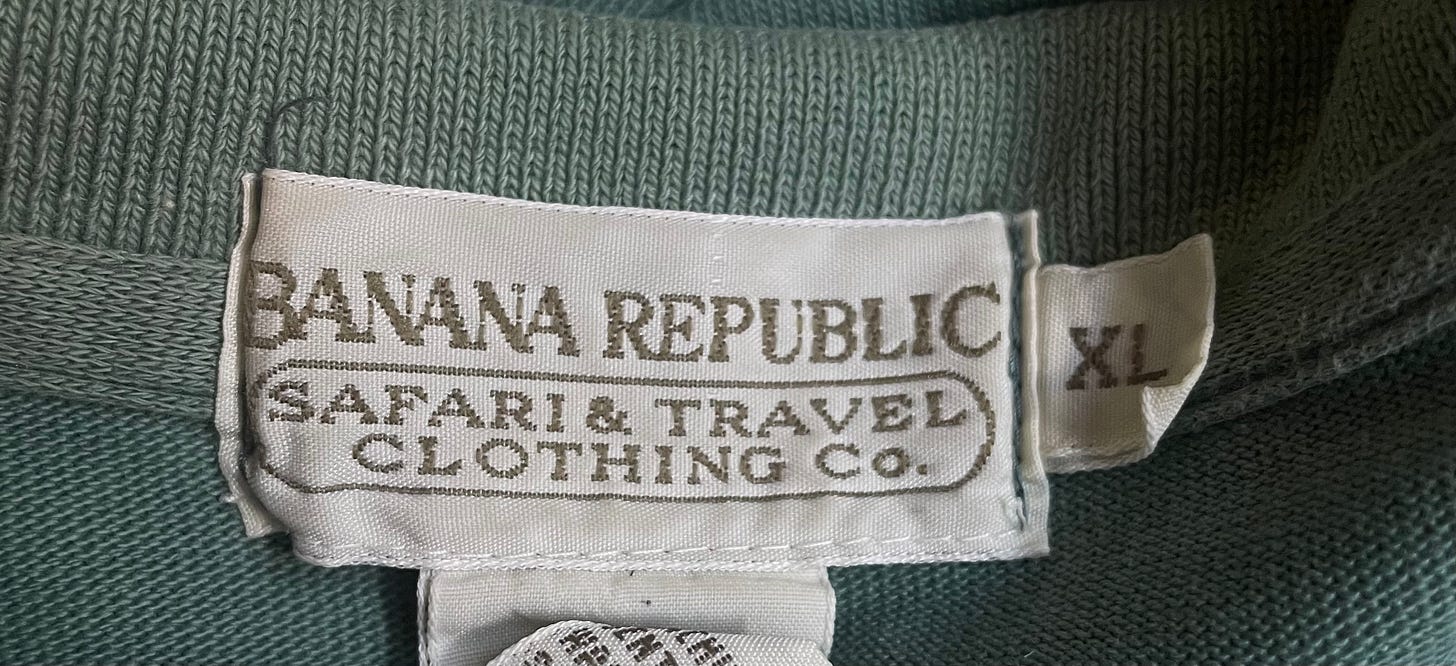 BANANA REPUBLIC
SAFARI & TRAVEL
CLOTHING Co.
XL